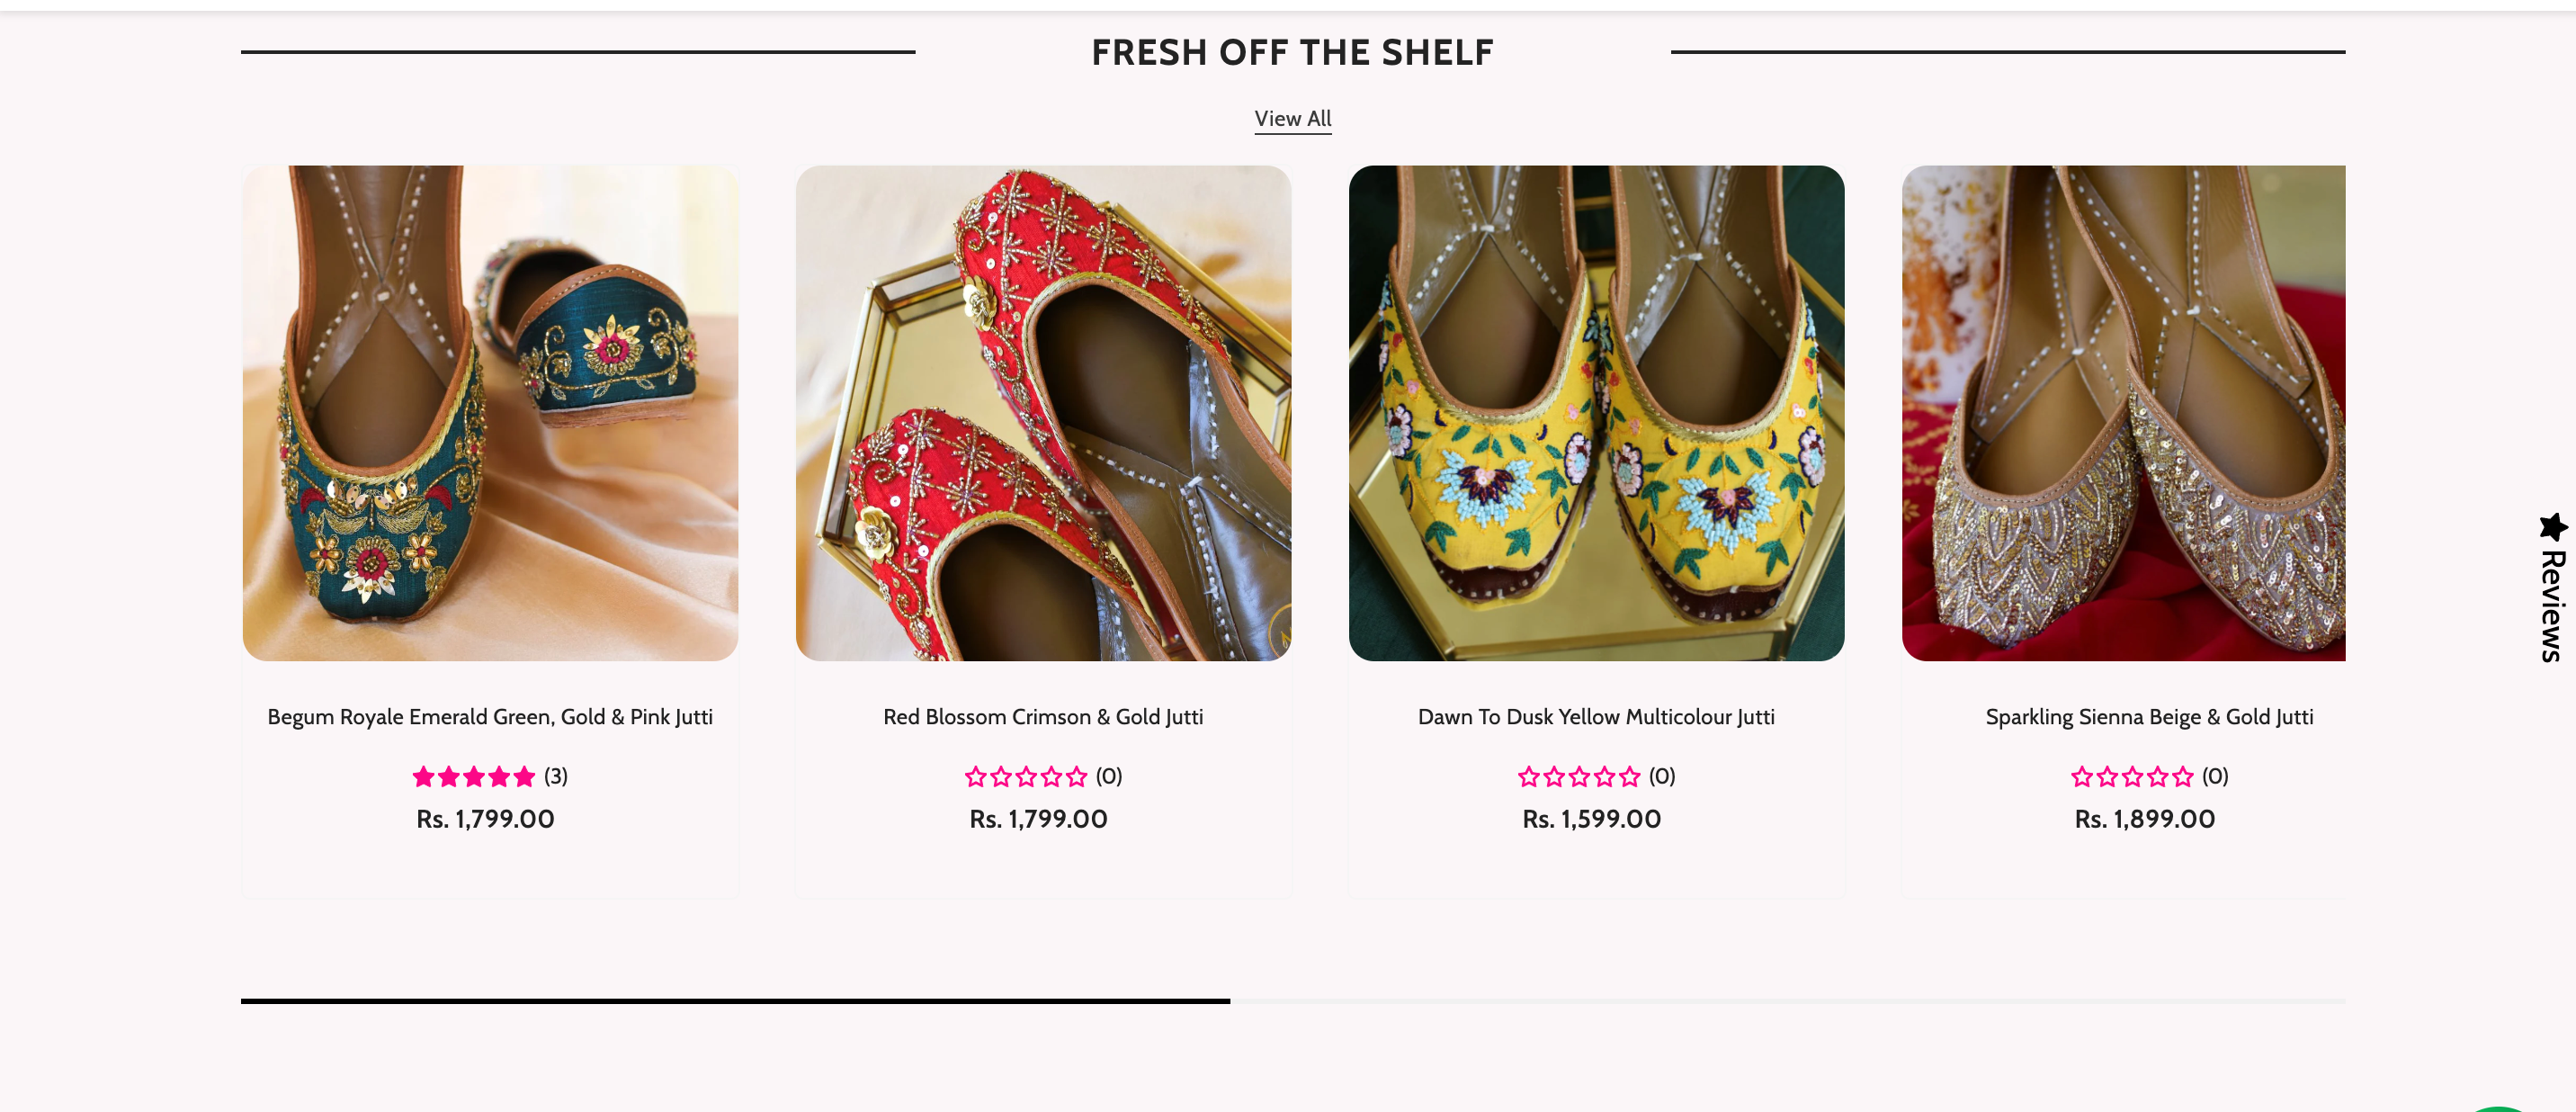 FRESH OFF THE SHELF
View All
Begum Royale Emerald Green, Gold & Pink Jutti
(3)
Rs. 1,799.00
Red Blossom Crimson & Gold Jutti
(0)
Rs. 1,799.00
Dawn To Dusk Yellow Multicolour Jutti
(0)
Rs. 1,599.00
Sparkling Sienna Beige & Gold Jutti
(0)
Rs. 1,899.00
Reviews